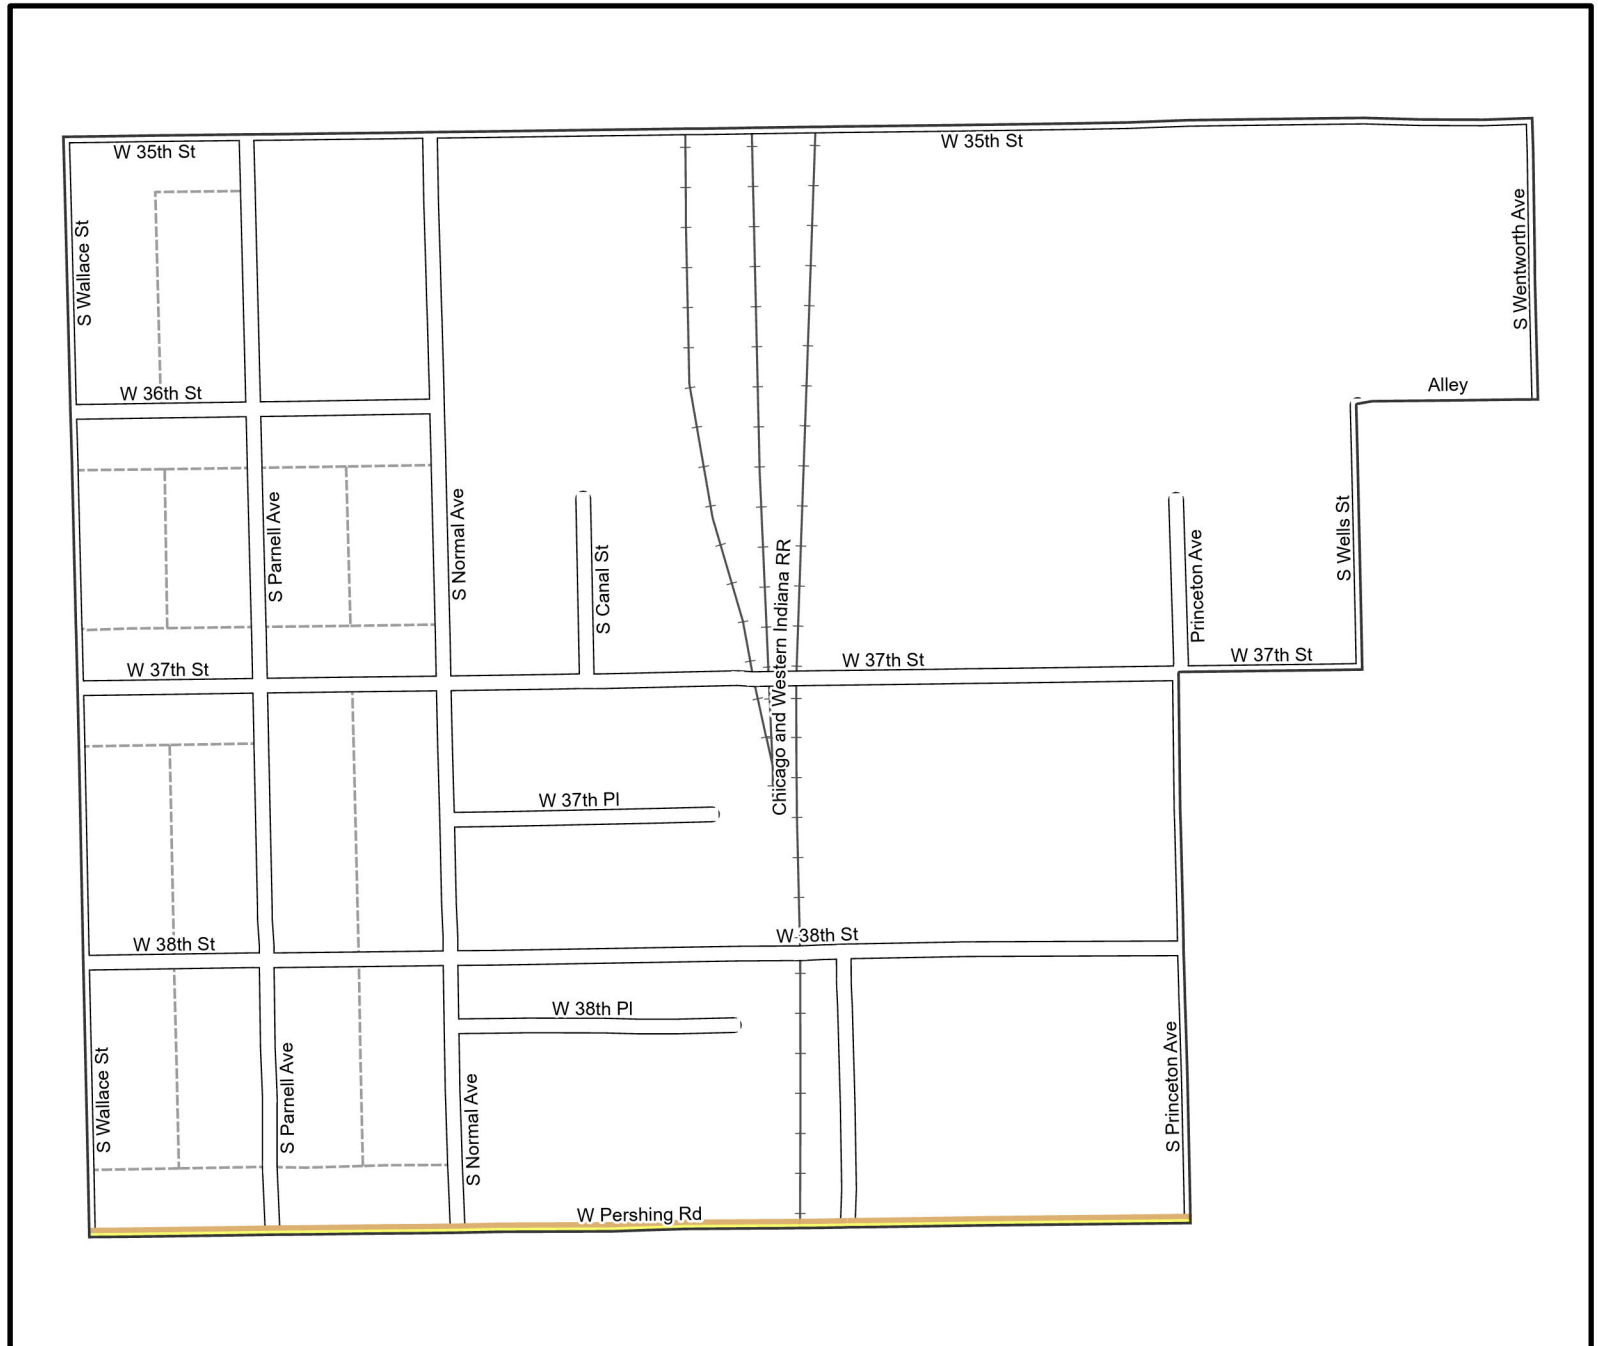 W 35th St
W 35th St
S Wallace St
S Wentworth Ave
Alley
W 36th St
S Parnell Ave
S Normal Ave
S Canal St
Chicago and Western Indiana RR
Princeton Ave
S Wells St
W 37th St
W 37th St
W 37th St
W 37th Pl
W 38th St
W 38th St
W 38th Pl
S Wallace St
S Parnell Ave
S Normal Ave
S Princeton Ave
W Pershing Rd